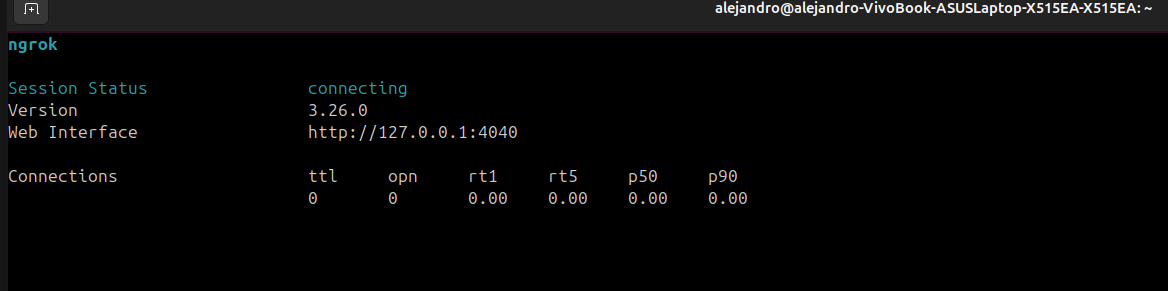 alejandro@alejandro-VivoBook-ASUSLaptop-X515EA-X515EA: ~
ngrok
Session Status connecting
Version 3.26.0
Web Interface http://127.0.0.1:4040
Connections ttl opn rt1 rt5 p50 p90
0 0 0.00 0.00 0.00 0.00